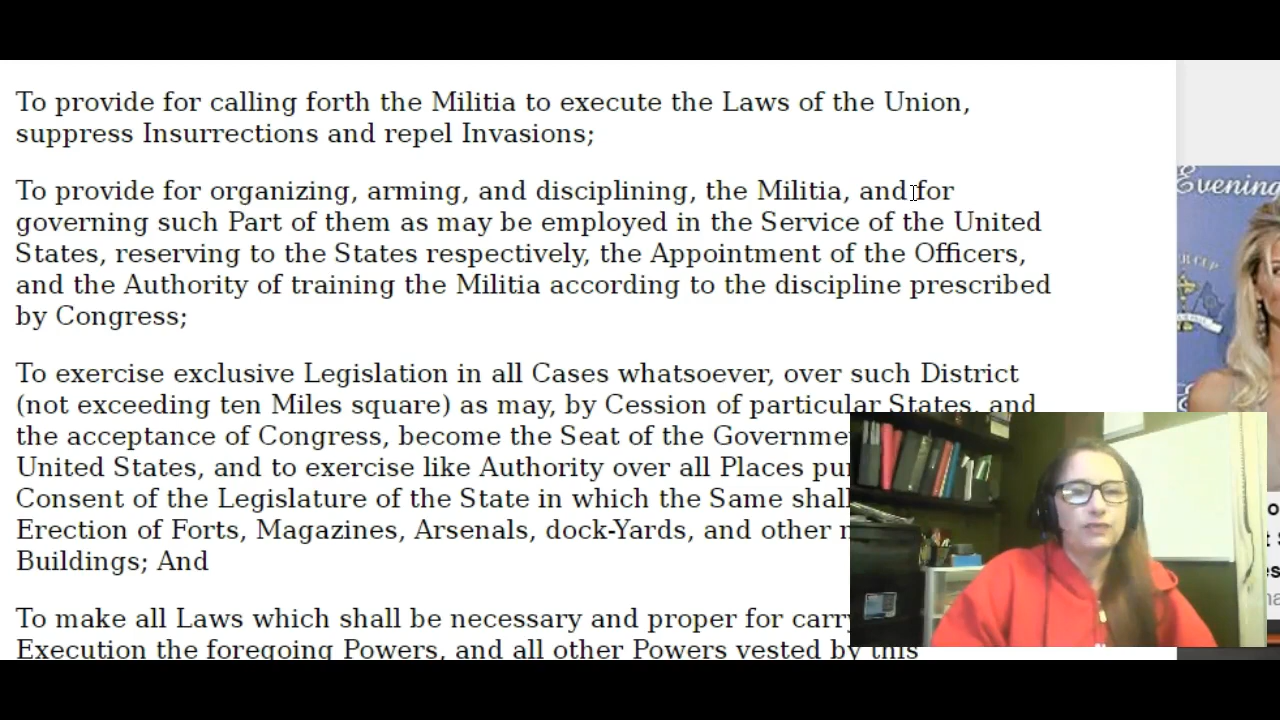 To provide for calling forth the Militia to execute the Laws of the Union,
suppress Insurrections and repel Invasions;
To provide for organizing, arming, and disciplining, the Militia, and for
governing such Part of them as may be employed in the Service of the United
States, reserving to the States respectively, the Appointment of the Officers,
and the Authority of training the Militia according to the discipline prescribed
by Congress;
To exercise exclusive Legislation in all Cases whatsoever, over such District
(not exceeding ten Miles square) as may, by Cession of particular States, and
the acceptance of Congress, become the Seat of the
United States, and to exercise like Authority over all Places
Consent of the Legislature of the State in which the Same shall
Erection of Forts, Magazines, Arsenals, dock-Yards, and other
Buildings; And
To make all Laws which shall be necessary and proper for
Execution the foregoing Powers, and all other Powers vested by this
Evening